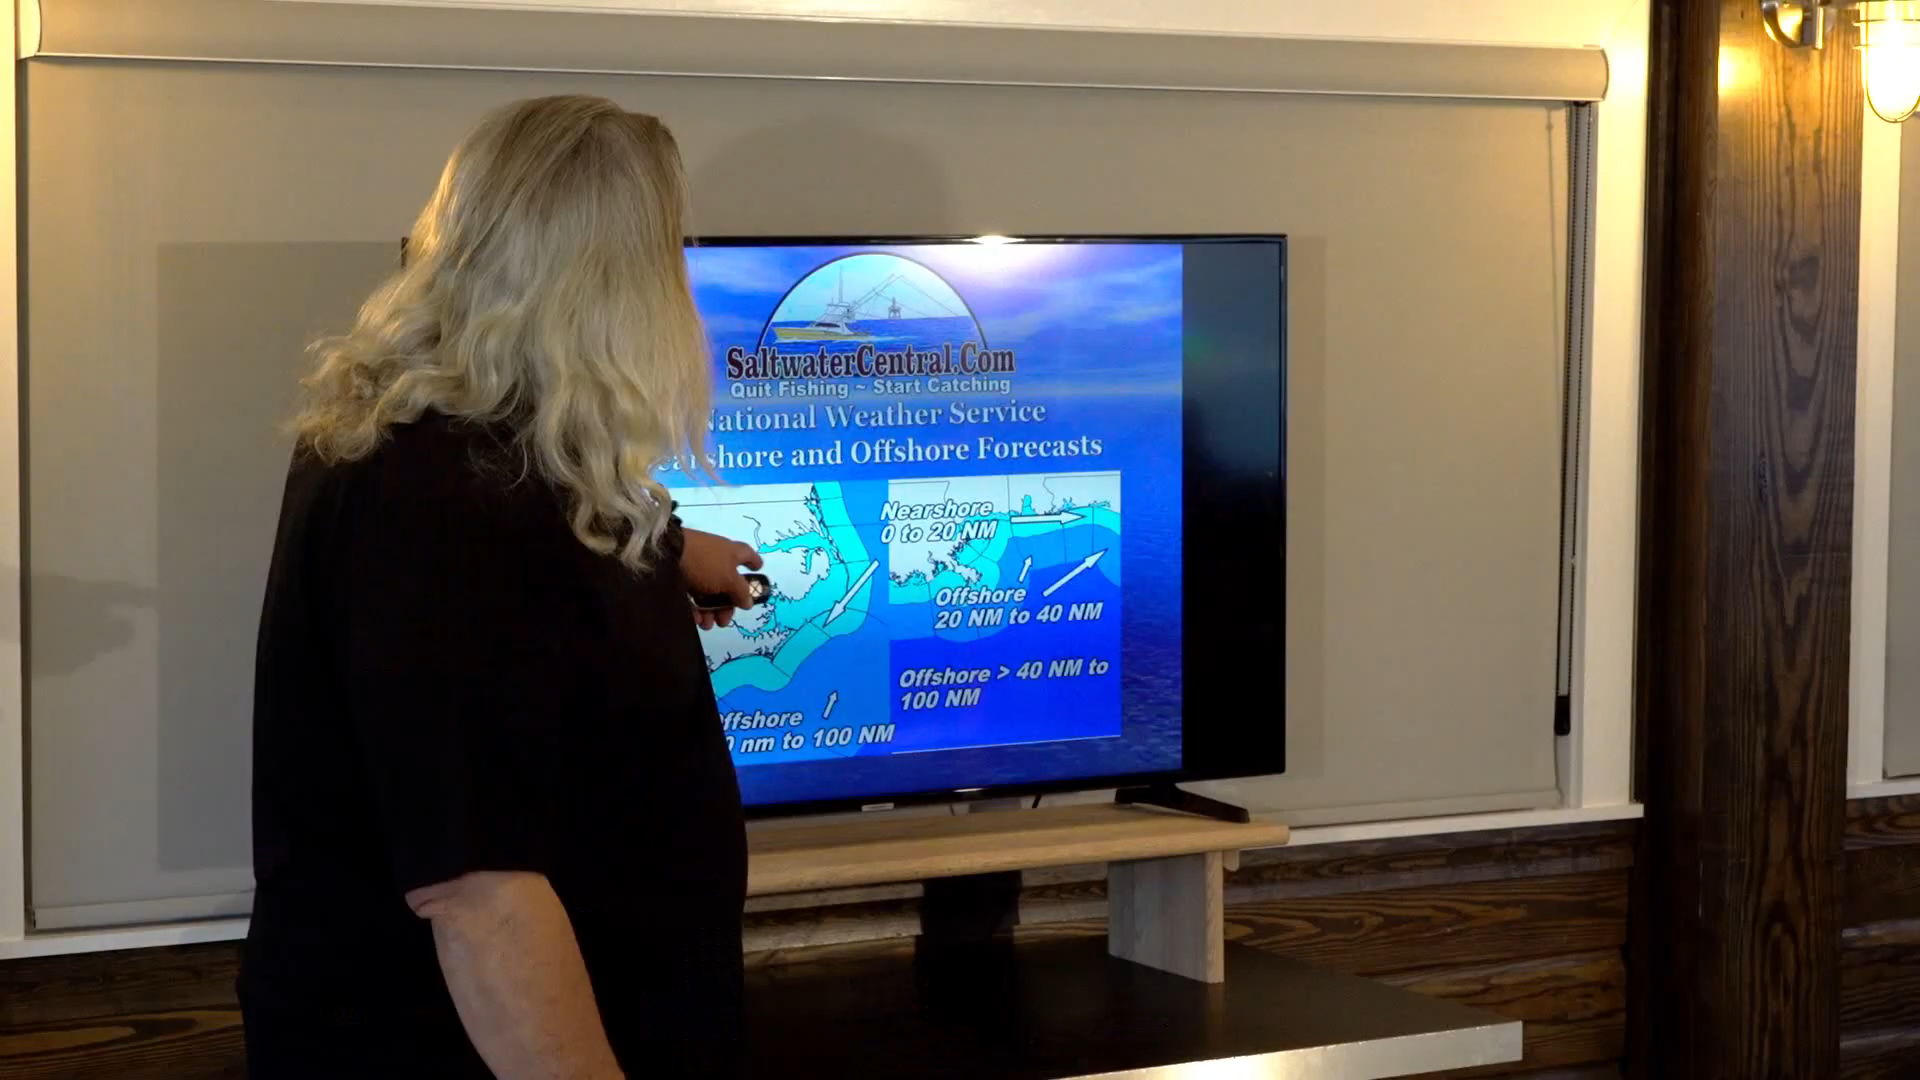 SaltwaterCentral.Com
Quit Fishing ~ Start Catching
National Weather Service
shore and Offshore Forecasts
Nearshore
0 to 20 NM
Offshore
20 NM to 40 NM
Offshore > 40 NM to
100 NM
ffshore
nm to 100 NM